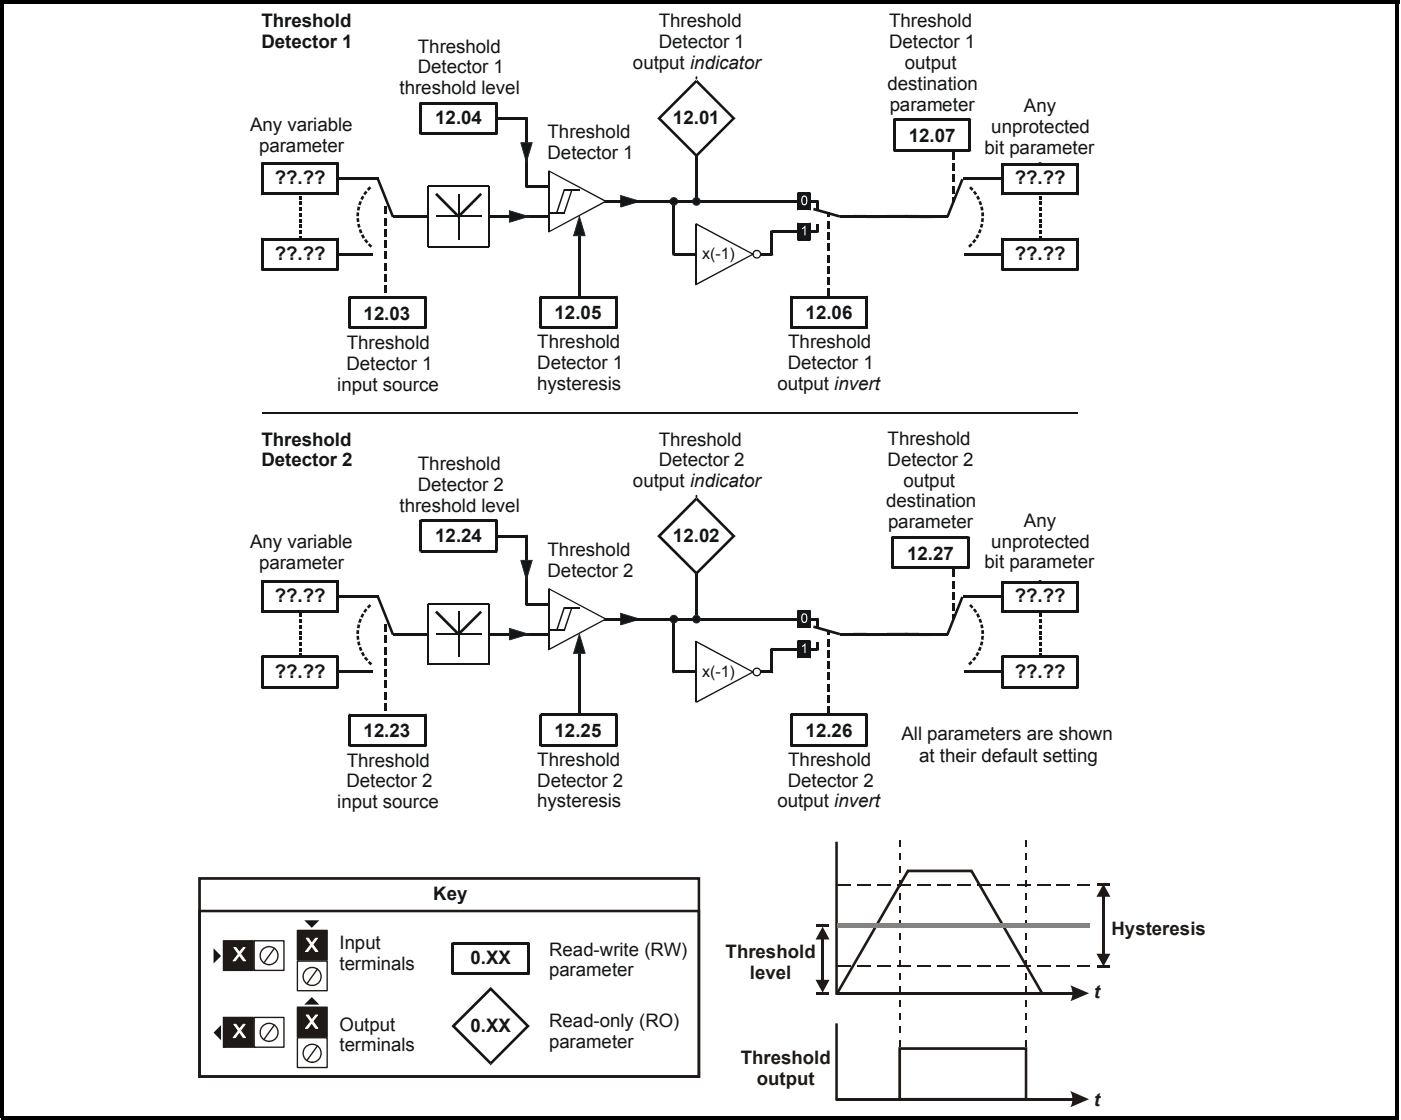 Threshold
Detector 1
Threshold
Detector 1
threshold level
12.04
Threshold
Detector 1
output indicator
12.01
Threshold
Detector 1
output
destination
parameter
12.07
Any variable
parameter
??.??
??.??
Threshold
Detector 1
Any
unprotected
bit parameter
??.??
??.??
0
1
x(-1)
12.03
Threshold
Detector 1
input source
12.05
Threshold
Detector 1
hysteresis
12.06
Threshold
Detector 1
output invert
Threshold
Detector 2
Threshold
Detector 2
threshold level
12.24
Threshold
Detector 2
output indicator
12.02
Threshold
Detector 2
output
destination
parameter
12.27
Any variable
parameter
??.??
??.??
Threshold
Detector 2
Any
unprotected
bit parameter
??.??
??.??
0
1
x(-1)
12.23
Threshold
Detector 2
input source
12.25
Threshold
Detector 2
hysteresis
12.26
Threshold
Detector 2
output invert
All parameters are shown
at their default setting
Key
X
X
Input
terminals
0.XX
Read-write (RW)
parameter
X
X
Output
terminals
0.XX
Read-only (RO)
parameter
Threshold
level
Hysteresis
t
Threshold
output
t